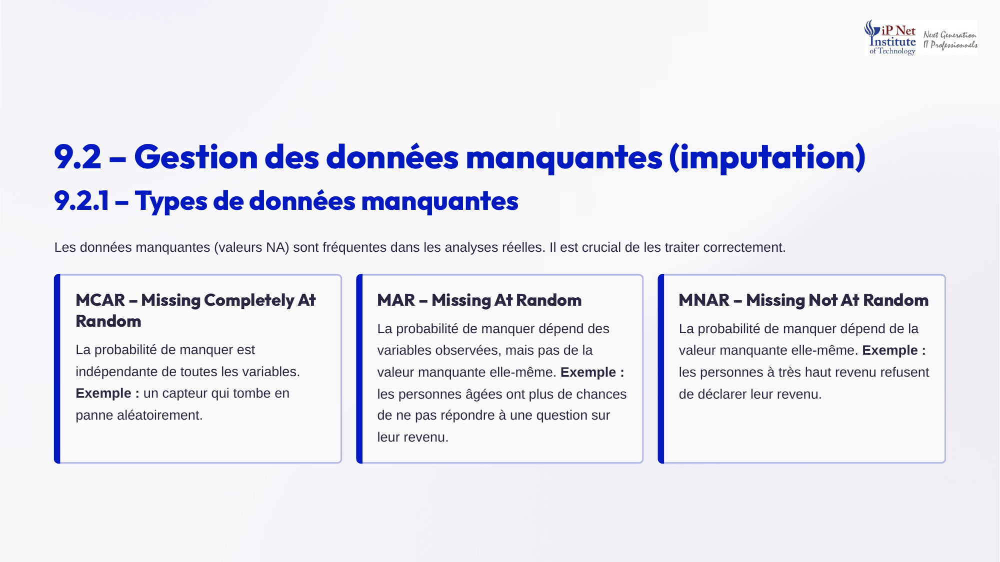 iP Net
Institute
of Technology
Next Generation
IT Professionnels
9.2 – Gestion des données manquantes (imputation)
9.2.1 – Types de données manquantes
Les données manquantes (valeurs NA) sont fréquentes dans les analyses réelles. Il est crucial de les traiter correctement.
MCAR – Missing Completely At
Random
La probabilité de manquer est
indépendante de toutes les variables.
Exemple : un capteur qui tombe en
panne aléatoirement.
MAR – Missing At Random
La probabilité de manquer dépend des
variables observées, mais pas de la
valeur manquante elle-même. Exemple :
les personnes âgées ont plus de chances
de ne pas répondre à une question sur
leur revenu.
MNAR – Missing Not At Random
La probabilité de manquer dépend de la
valeur manquante elle-même. Exemple :
les personnes à très haut revenu refusent
de déclarer leur revenu.